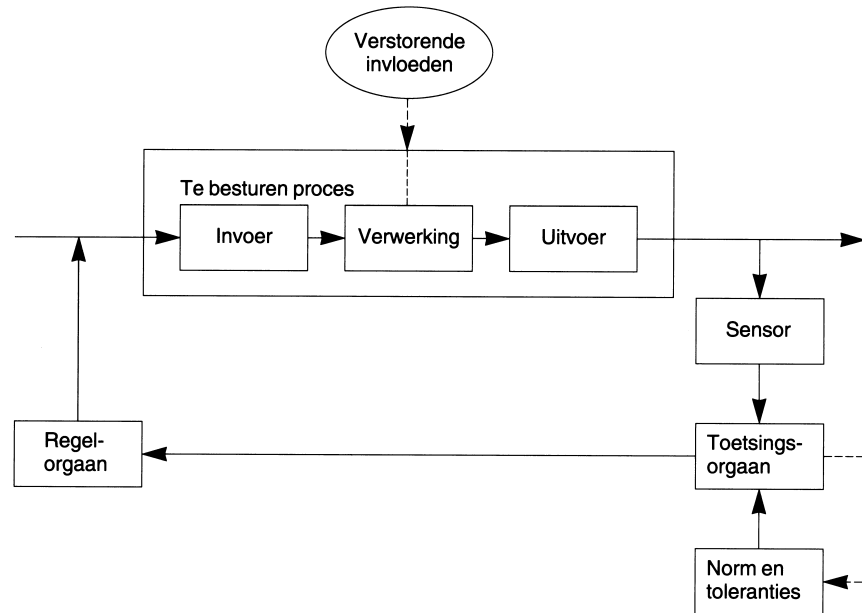 Verstorende
invloeden
Te besturen proces
Invoer
Verwerking
Uitvoer
Sensor
Regel-
orgaan
Toetsings-
orgaan
Norm en
toleranties